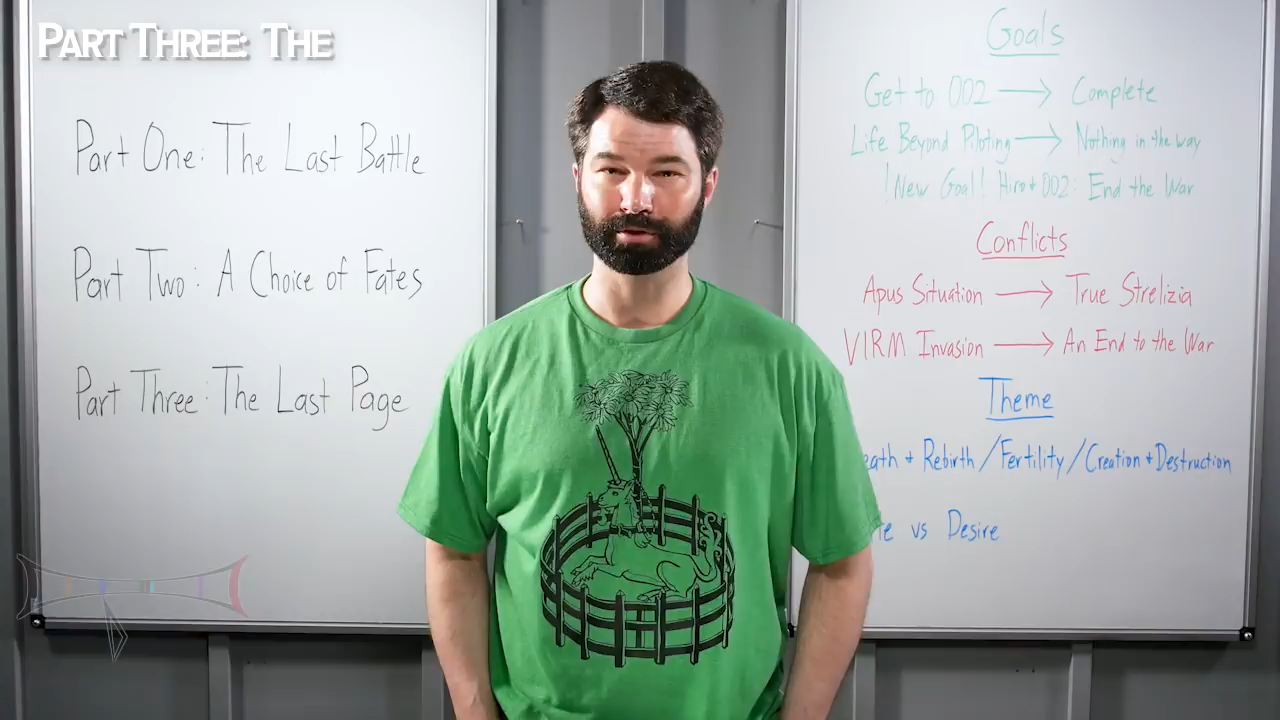 PART THREE: THE
Part One: The Last Battle
Part Two: A Choice of Fates
Part Three: The Last Page
Goals
Get to 002 → Complete
Life Beyond Piloting → Nothing in the way
!New Goal! Hiro + 002: End the War
Conflicts
Apus Situation → True Strelizia
VIRM Invasion → An End to the War
Theme
eath + Rebirth / Fertility / Creation + Destruction
vs Desire